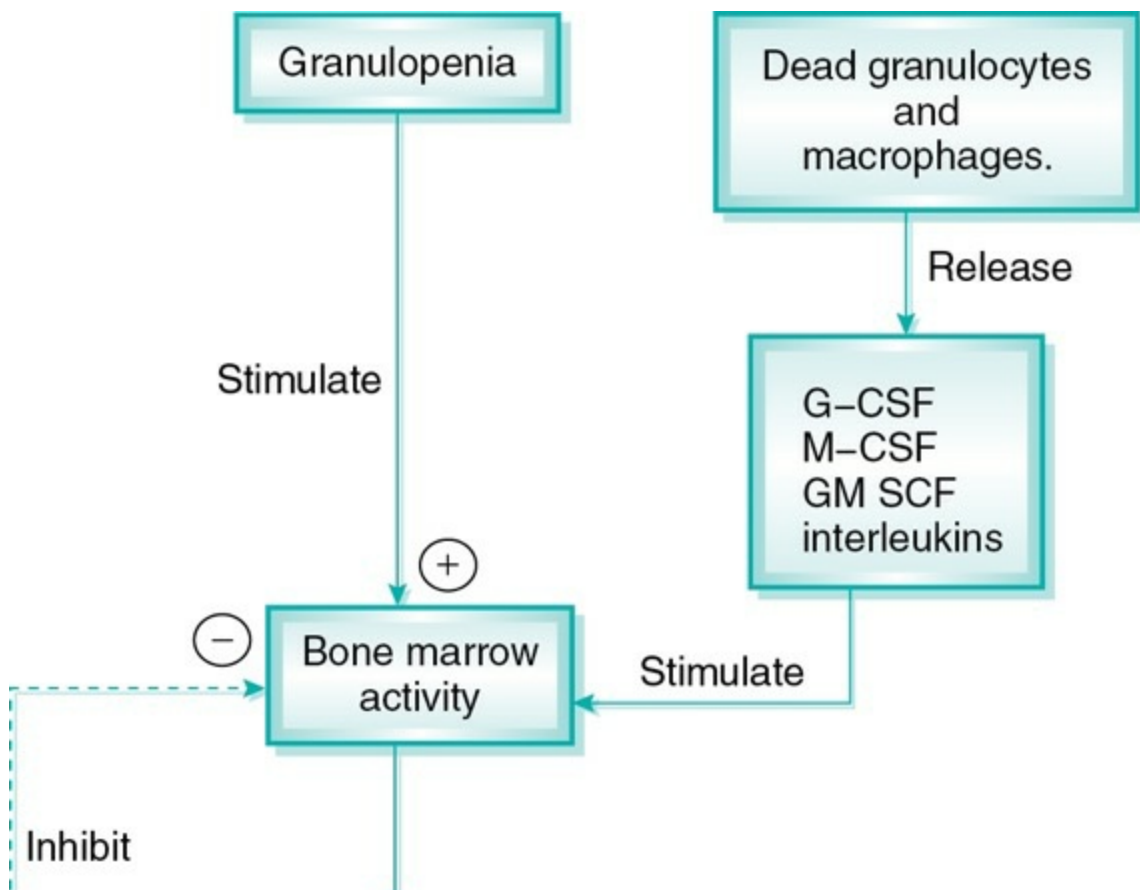 Granulopenia
Dead granulocytes
and
macrophages.
Release
Stimulate
G–CSF
M–CSF
GM SCF
interleukins
+
−
Bone marrow
activity
Stimulate
Inhibit